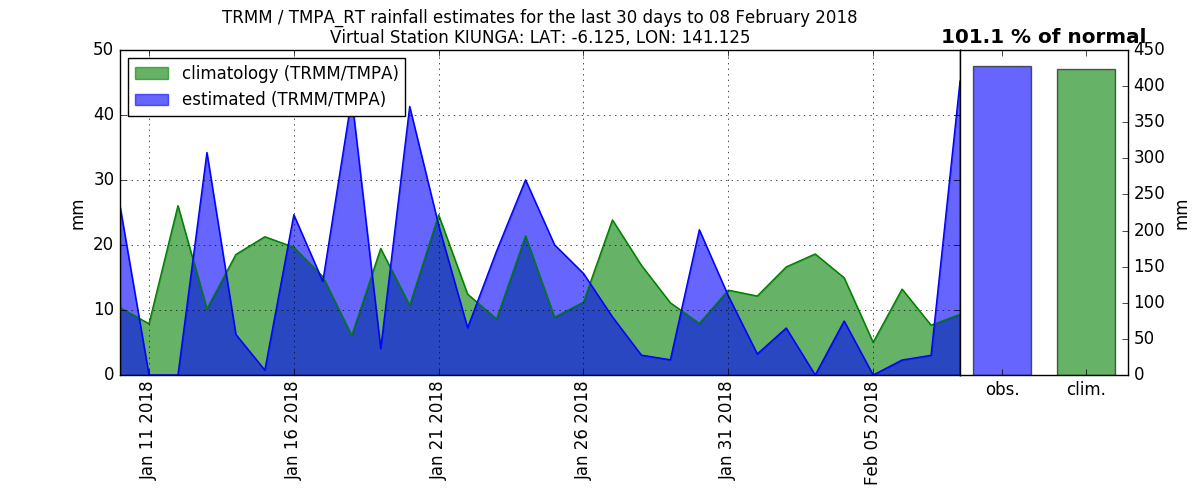 TRMM / TMPA_RT rainfall estimates for the last 30 days to 08 February 2018
Virtual Station KIUNGA: LAT: -6.125, LON: 141.125
101.1 % of normal
climatology (TRMM/TMPA)
estimated (TRMM/TMPA)
50
40
30
20
10
0
mm
Jan 11 2018
Jan 16 2018
Jan 21 2018
Jan 26 2018
Jan 31 2018
Feb 05 2018
450
400
350
300
250
200
150
100
50
0
mm
obs.
clim.